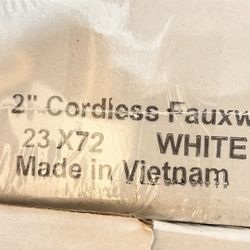 2" Cordless Fauxw
23 X72 WHITE
Made in Vietnam